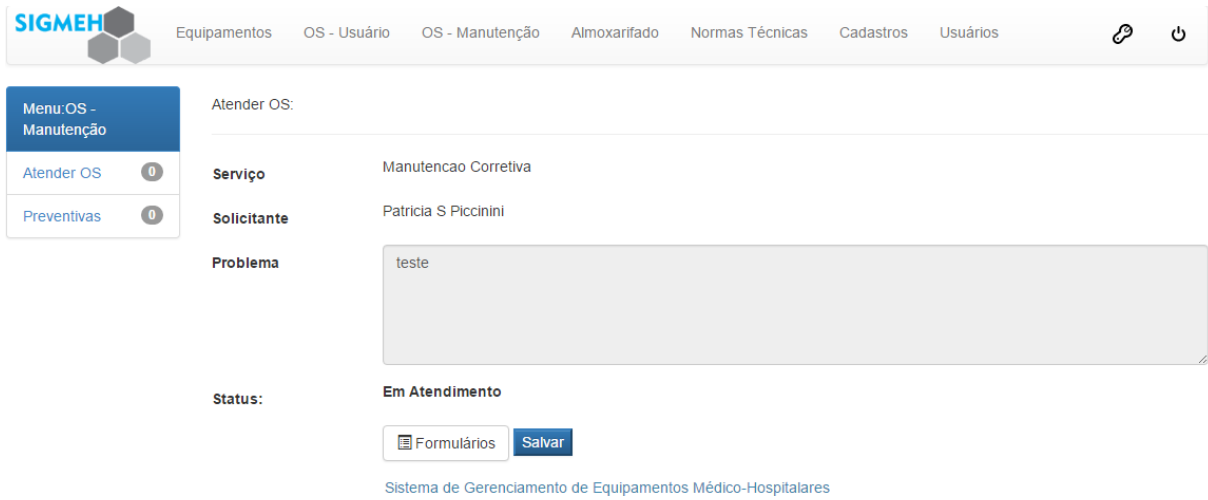 SIGMEH
Equipamentos OS - Usuário OS - Manutenção Almoxarifado Normas Técnicas Cadastros Usuários
Menu:OS -
Manutenção
Atender OS 0
Preventivas 0
Atender OS:
Serviço Manutencao Corretiva
Solicitante Patricia S Piccinini
Problema teste
Status: Em Atendimento
Formulários Salvar
Sistema de Gerenciamento de Equipamentos Médico-Hospitalares